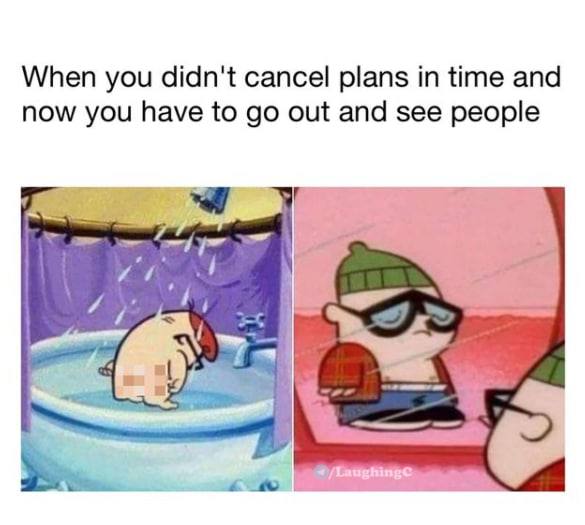 When you didn't cancel plans in time and
now you have to go out and see people
/LaughingC